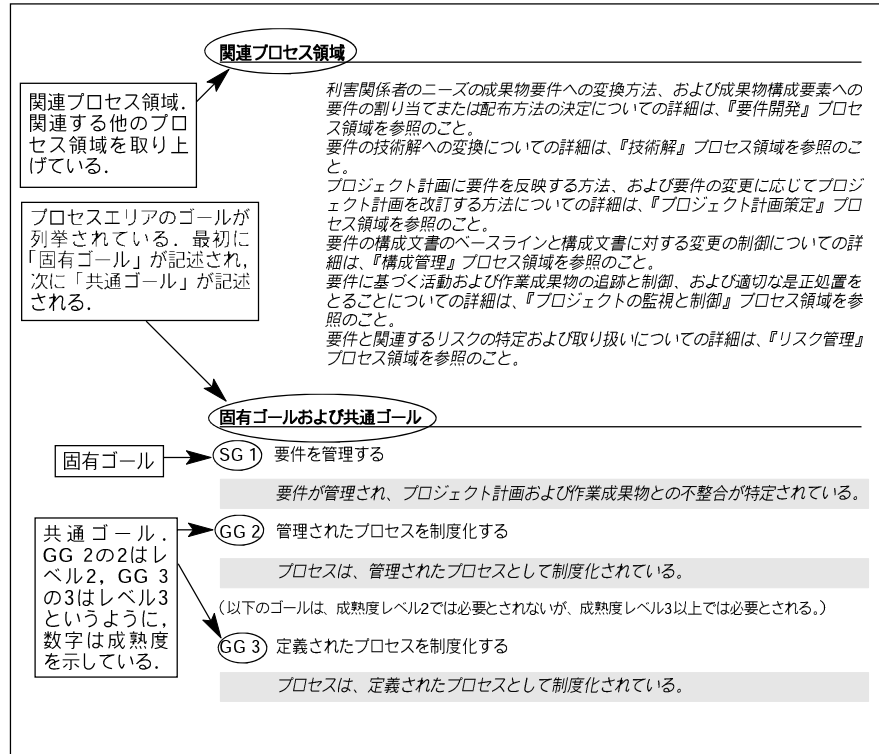 関連プロセス領域
関連プロセス領域.
関連する他のプロ
セス領域を取り上
げている.
利害関係者のニーズの成果物要件への変換方法、および成果物構成要素への
要件の割り当てまたは配布方法の決定についての詳細は、『要件開発』プロセ
ス領域を参照のこと。
要件の技術解への変換についての詳細は、『技術解』プロセス領域を参照のこ
と。
プロジェクト計画に要件を反映する方法、および要件の変更に応じてプロジ
ェクト計画を改訂する方法についての詳細は、『プロジェクト計画策定』プロ
セス領域を参照のこと。
要件の構成文書のベースラインと構成文書に対する変更の制御についての詳
細は、『構成管理』プロセス領域を参照のこと。
要件に基づく活動および作業成果物の追跡と制御、および適切な是正処置を
とることについての詳細は、『プロジェクトの監視と制御』プロセス領域を参
照のこと。
要件と関連するリスクの特定および取り扱いについての詳細は、『リスク管理』
プロセス領域を参照のこと。
プロセスエリアのゴールが
列挙されている．最初に
「固有ゴール」が記述され,
次に「共通ゴール」が記述
される.
固有ゴールおよび共通ゴール
固有ゴール
SG 1 要件を管理する
要件が管理され、プロジェクト計画および作業成果物との不整合が特定されている。
共通ゴール.
GG 2の2はレ
ベル2，GG 3
の3はレベル3
というように,
数字は成熟度
を示している.
GG 2 管理されたプロセスを制度化する
プロセスは、管理されたプロセスとして制度化されている。
（以下のゴールは、成熟度レベル2では必要とされないが、成熟度レベル3以上では必要とされる。）
GG 3 定義されたプロセスを制度化する
プロセスは、定義されたプロセスとして制度化されている。